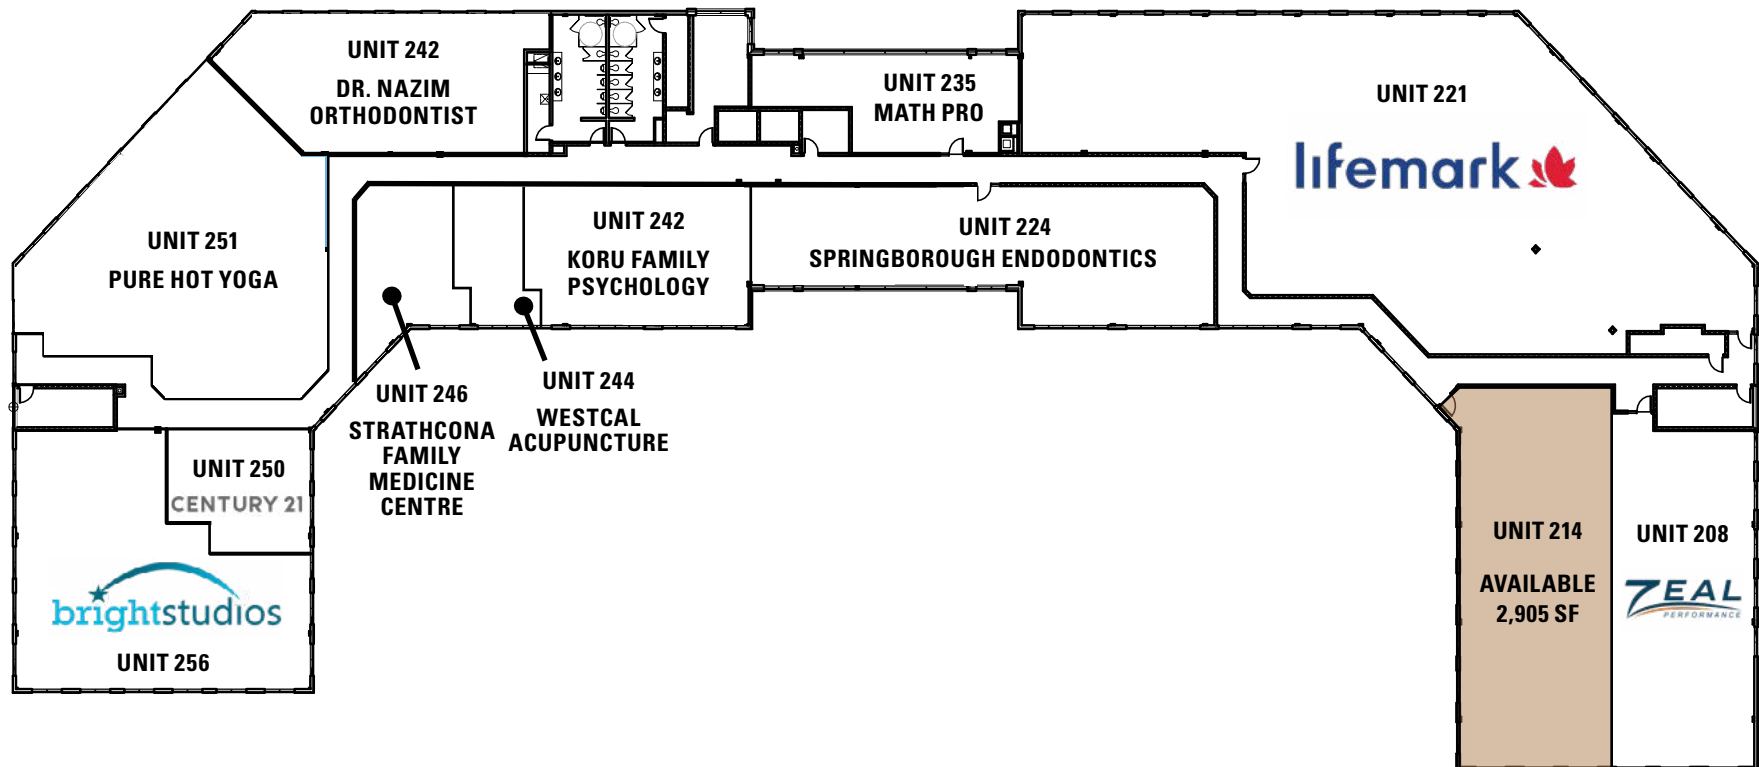 UNIT 242
DR. NAZIM
ORTHODONTIST
UNIT 235
MATH PRO
UNIT 221
lifemark
UNIT 251
PURE HOT YOGA
UNIT 242
KORU FAMILY
PSYCHOLOGY
UNIT 224
SPRINGBOROUGH ENDODONTICS
UNIT 246
STRATHCONA
FAMILY
MEDICINE
CENTRE
UNIT 244
WESTCAL
ACUPUNCTURE
UNIT 250
CENTURY 21
brightstudios
UNIT 256
UNIT 214
AVAILABLE
2,905 SF
UNIT 208
ZEAL
PERFORMANCE